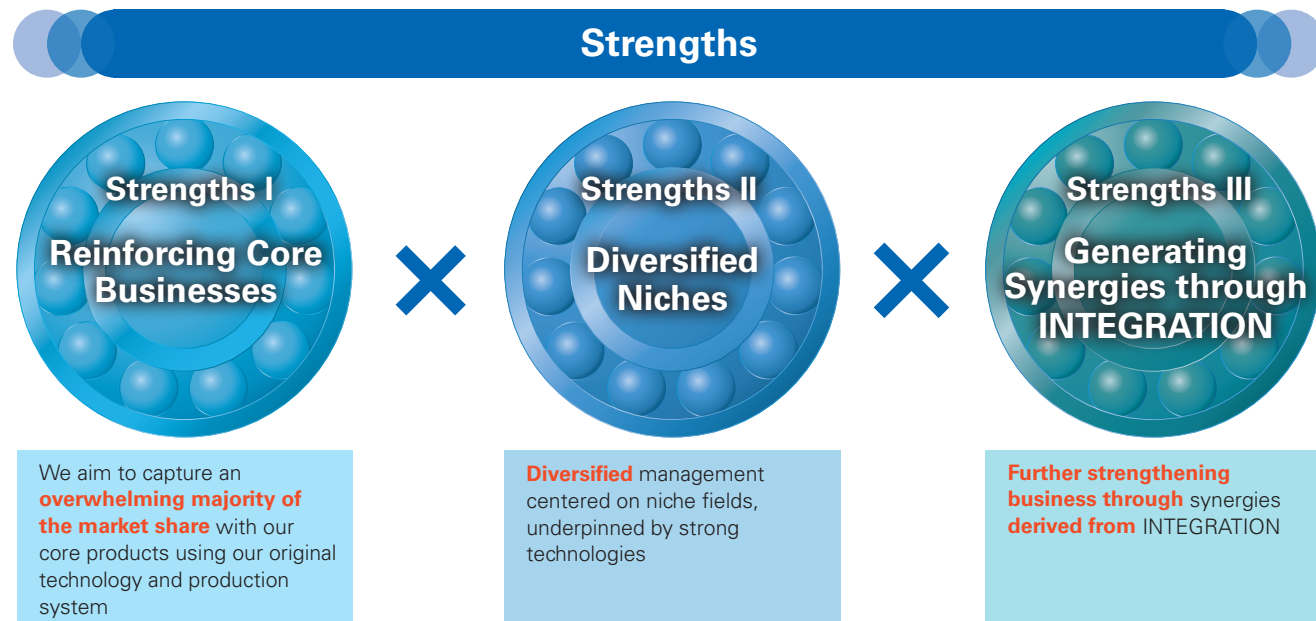 Strengths
Strengths I
Reinforcing Core
Businesses
We aim to capture an
overwhelming majority of
the market share with our
core products using our original
technology and production
system
Strengths II
Diversified
Niches
Diversified management
centered on niche fields,
underpinned by strong
technologies
Strengths III
Generating
Synergies through
INTEGRATION
Further strengthening
business through synergies
derived from INTEGRATION